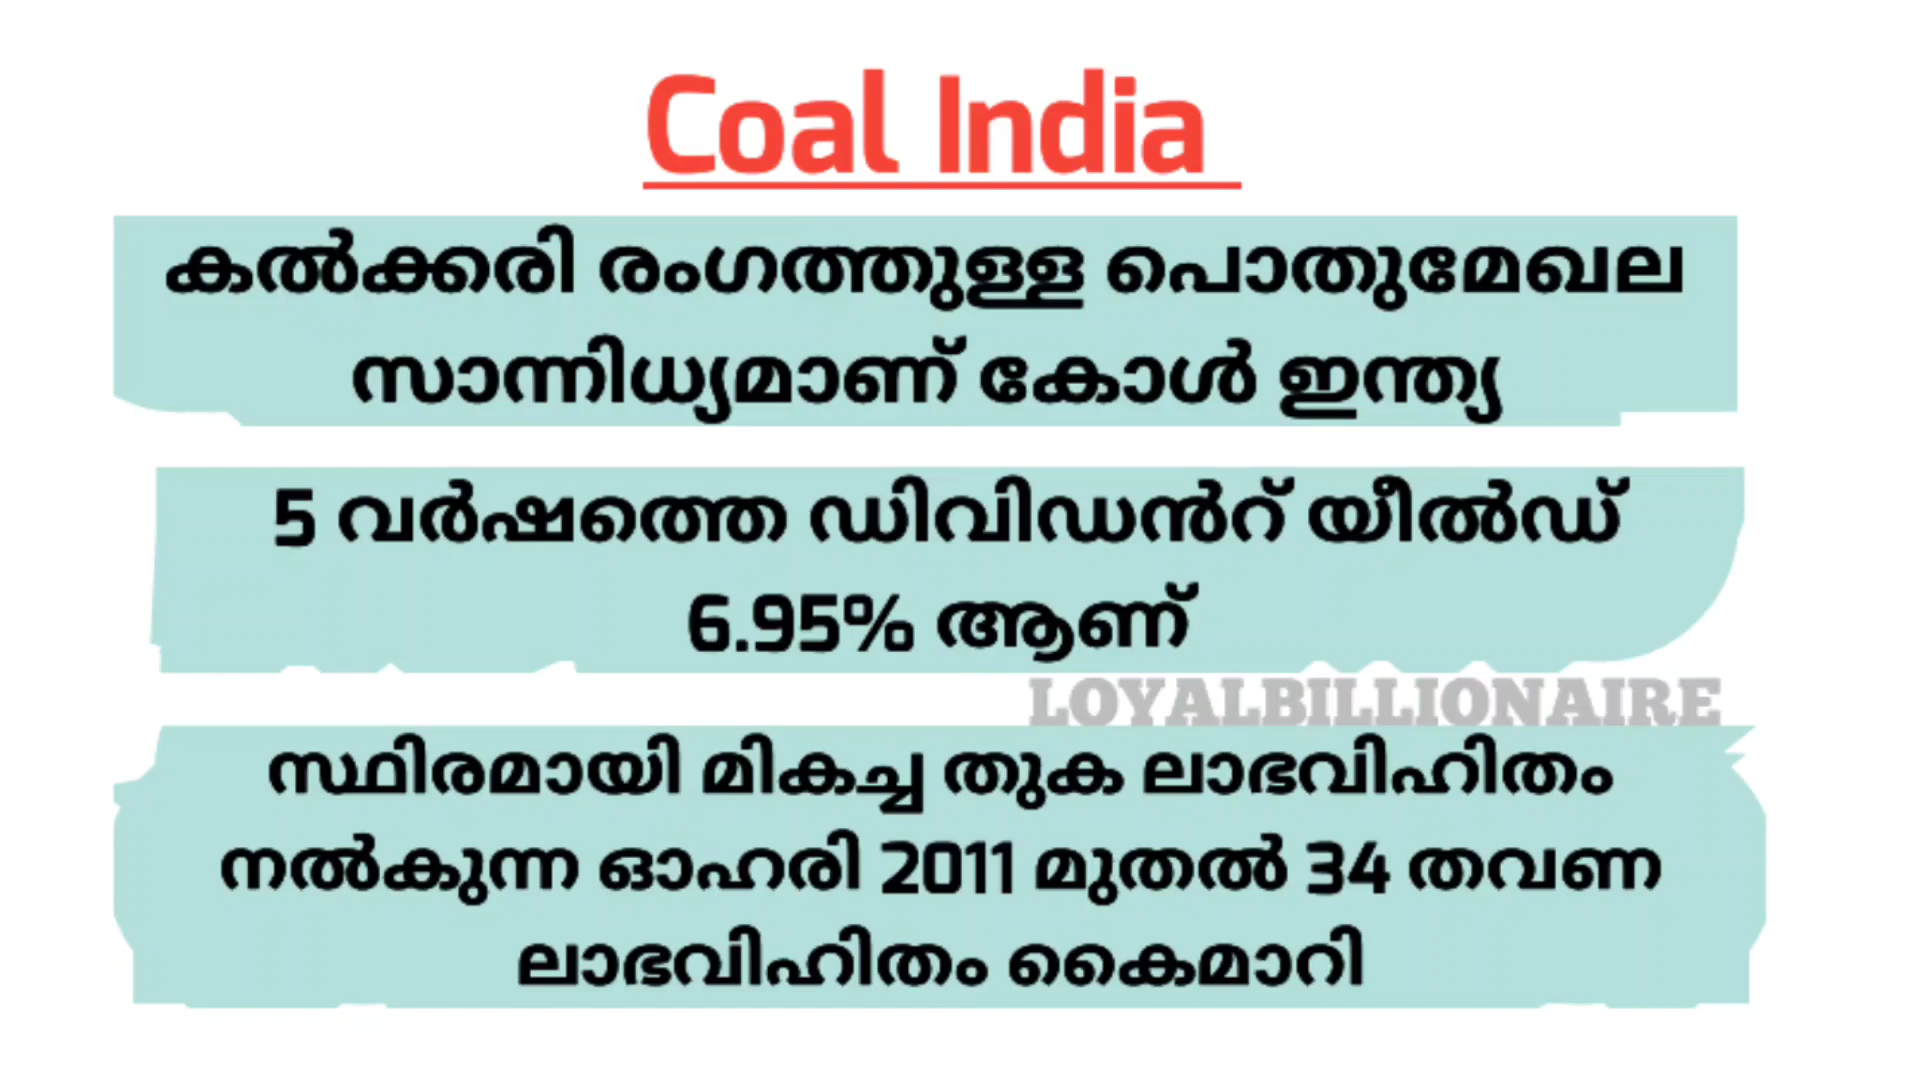 Coal India
കൽക്കരി രംഗത്തുള്ള പൊതുമേഖല
സാന്നിധ്യമാണ് കോൾ ഇന്ത്യ
5 വർഷത്തെ ഡിവിഡൻറ് യീൽഡ്
6.95% ആണ്
LOYALBILLIONAIRE
സ്ഥിരമായി മികച്ച തുക ലാഭവിഹിതം
നൽകുന്ന ഓഹരി 2011 മുതൽ 34 തവണ
ലാഭവിഹിതം കൈമാറി